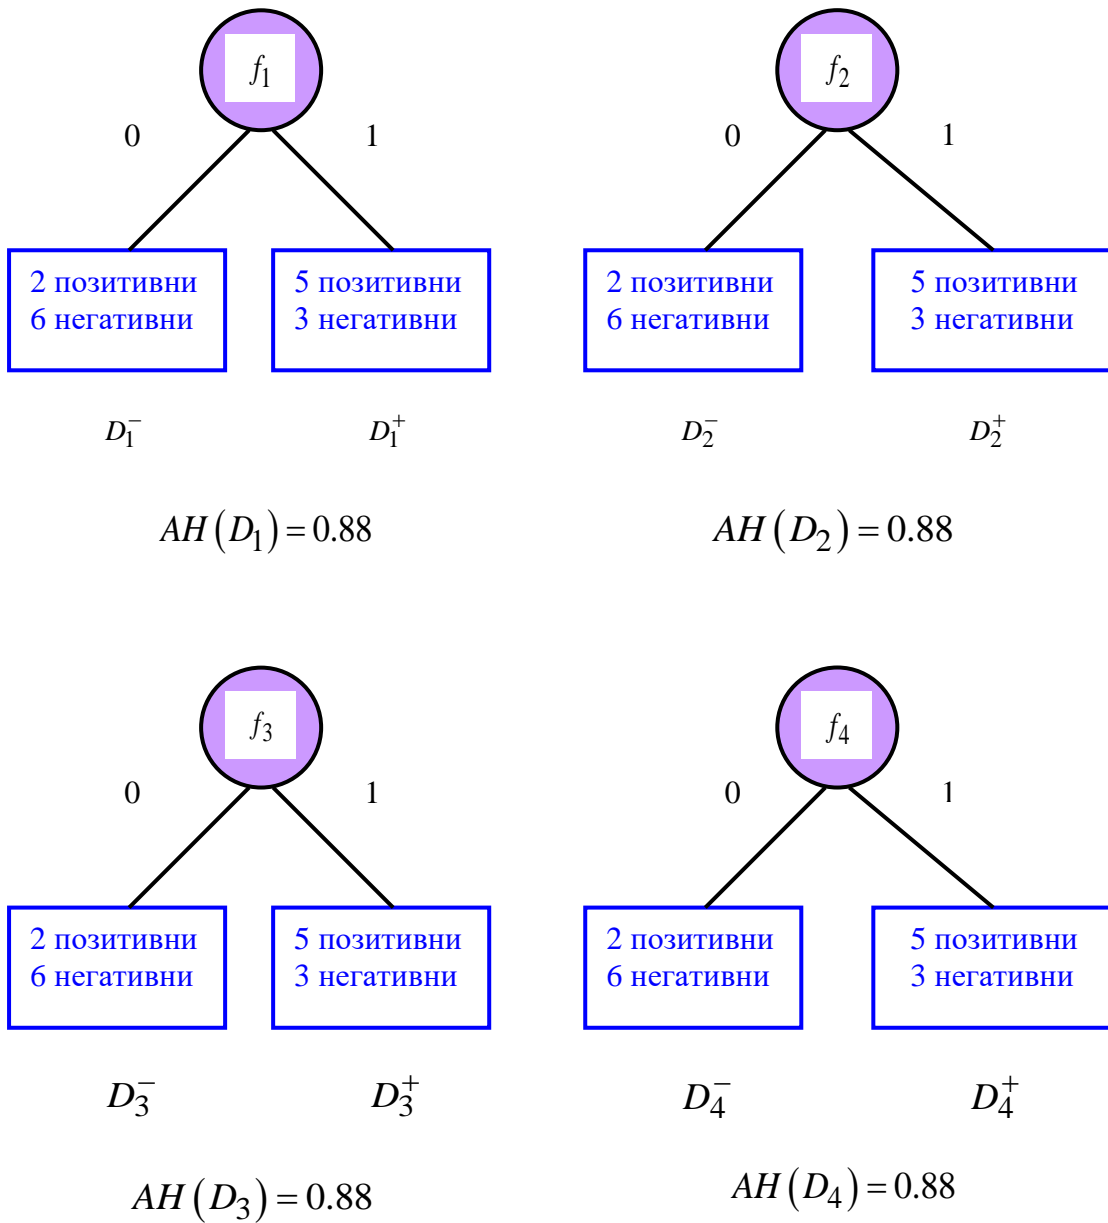 f₁
0 1
2 позитивни
6 негативни
5 позитивни
3 негативни
D₁⁻ D₁⁺
AH(D₁) = 0.88
f₂
0 1
2 позитивни
6 негативни
5 позитивни
3 негативни
D₂⁻ D₂⁺
AH(D₂) = 0.88
f₃
0 1
2 позитивни
6 негативни
5 позитивни
3 негативни
D₃⁻ D₃⁺
AH(D₃) = 0.88
f₄
0 1
2 позитивни
6 негативни
5 позитивни
3 негативни
D₄⁻ D₄⁺
AH(D₄) = 0.88